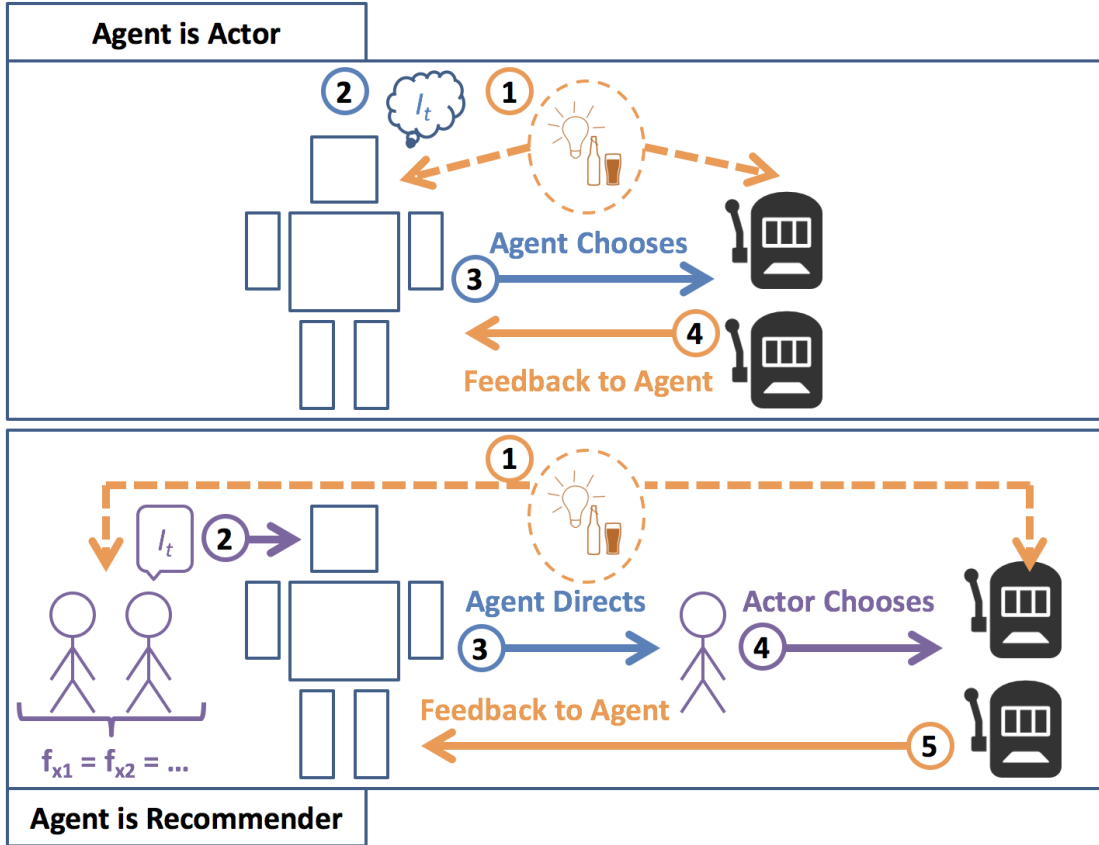 Agent is Actor
2
I_t
1
Agent Chooses
3
4
Feedback to Agent
1
I_t
2
Agent Directs
Actor Chooses
3
4
Feedback to Agent
5
f_x1 = f_x2 = ...
Agent is Recommender